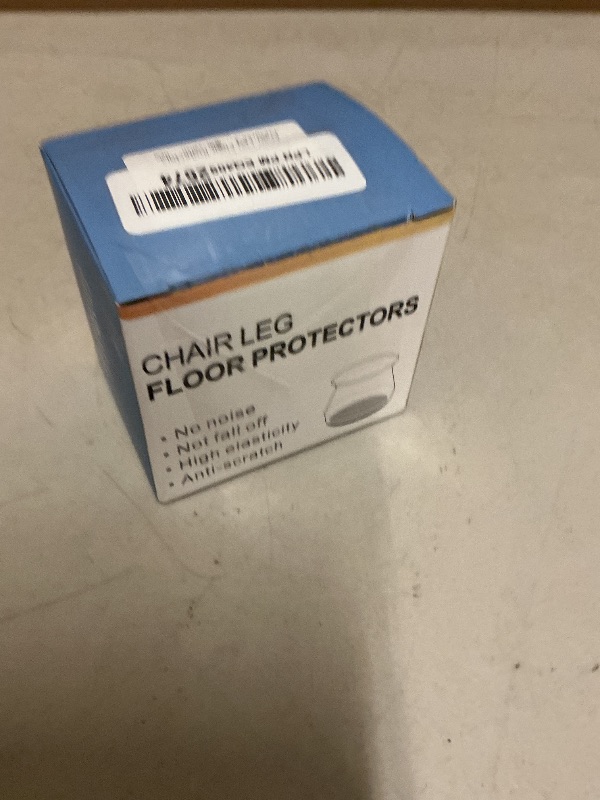 CHAIR LEG
FLOOR PROTECTORS
• No noise
• Not fall off
• High elasticity
• Anti-scratch